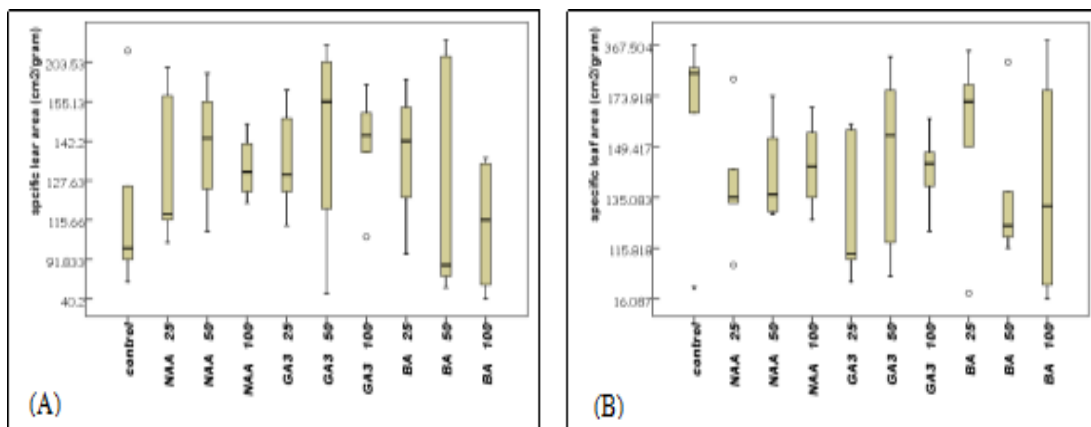 spcific lear area (cm2/gram)
203.53
155.13
142.2
127.63
115.66
91.833
40.2
control
NAA 25
NAA 50
NAA 100
GA3 25
GA3 50
GA3 100
BA 25
BA 50
BA 100
(A)
specific leaf area (cm2/gram)
367.504
173.918
149.417
135.083
115.918
16.087
control
NAA 25
NAA 50
NAA 100
GA3 25
GA3 50
GA3 100
BA 25
BA 50
BA 100
(B)